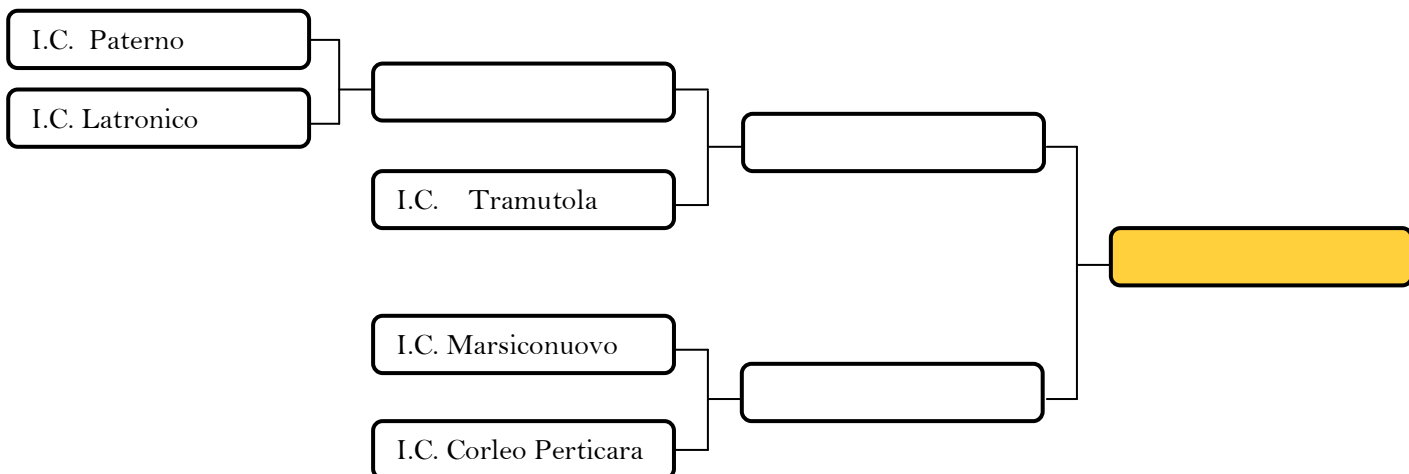 I.C.  Paterno
I.C. Latronico
I.C.    Tramutola
I.C. Marsiconuovo
I.C. Corleo Perticara